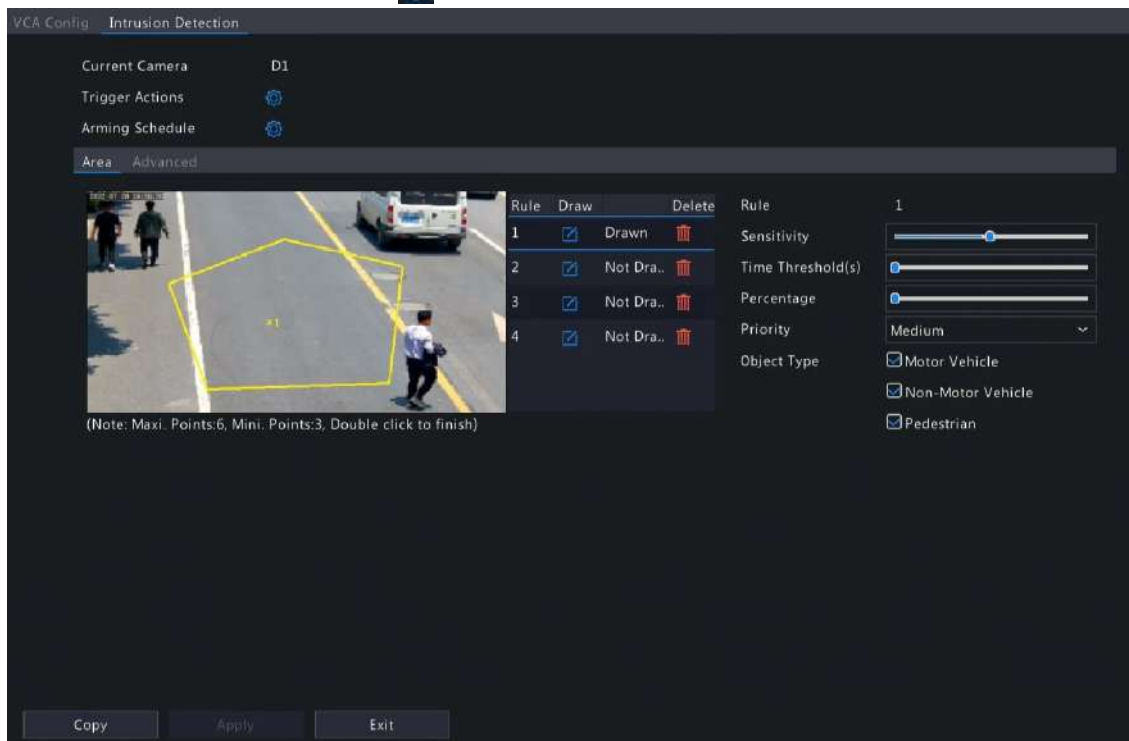 VCA Config Intrusion Detection
Current Camera D1
Trigger Actions
Arming Schedule
Area Advanced
Rule Draw Delete
1 Drawn
2 Not Dra..
3 Not Dra..
4 Not Dra..
#1
(Note: Maxi. Points:6, Mini. Points:3, Double click to finish)
Rule 1
Sensitivity
Time Threshold(s)
Percentage
Priority Medium
Object Type Motor Vehicle
Non-Motor Vehicle
Pedestrian
Copy Apply Exit